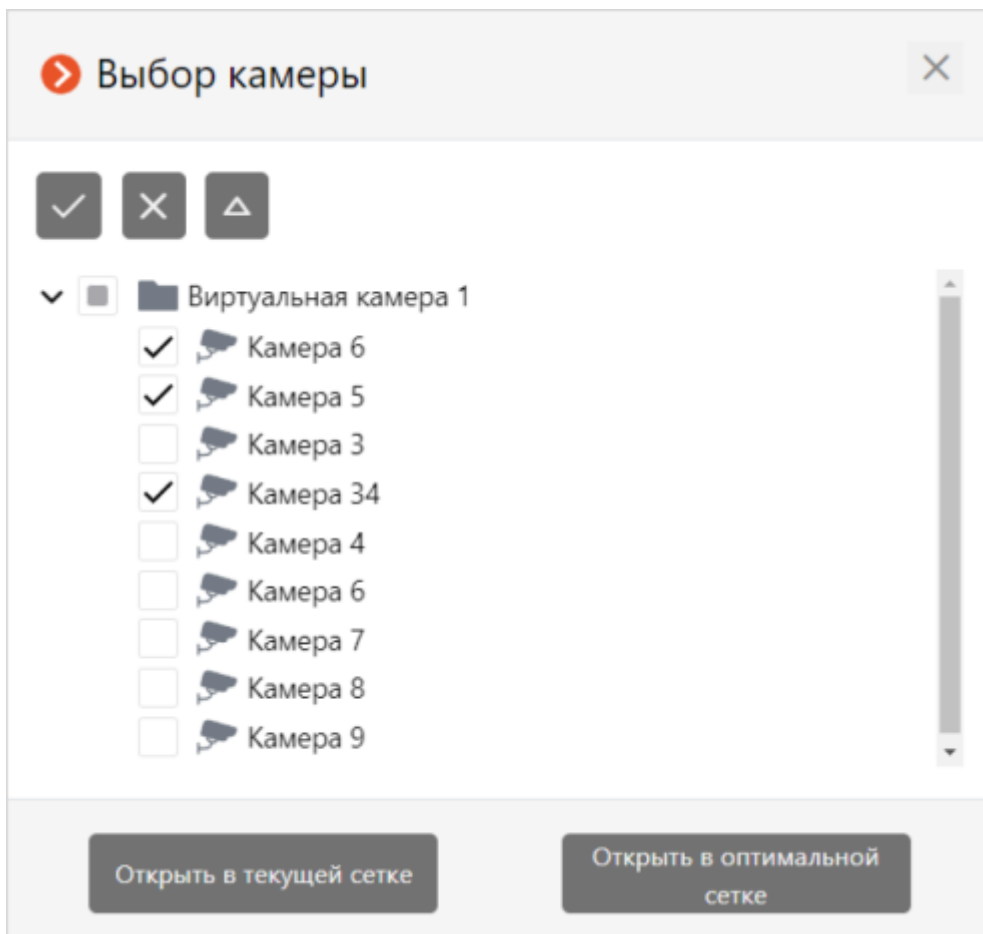 Выбор камеры
Виртуальная камера 1
Камера 6
Камера 5
Камера 3
Камера 34
Камера 4
Камера 6
Камера 7
Камера 8
Камера 9
Открыть в текущей сетке
Открыть в оптимальной
сетке